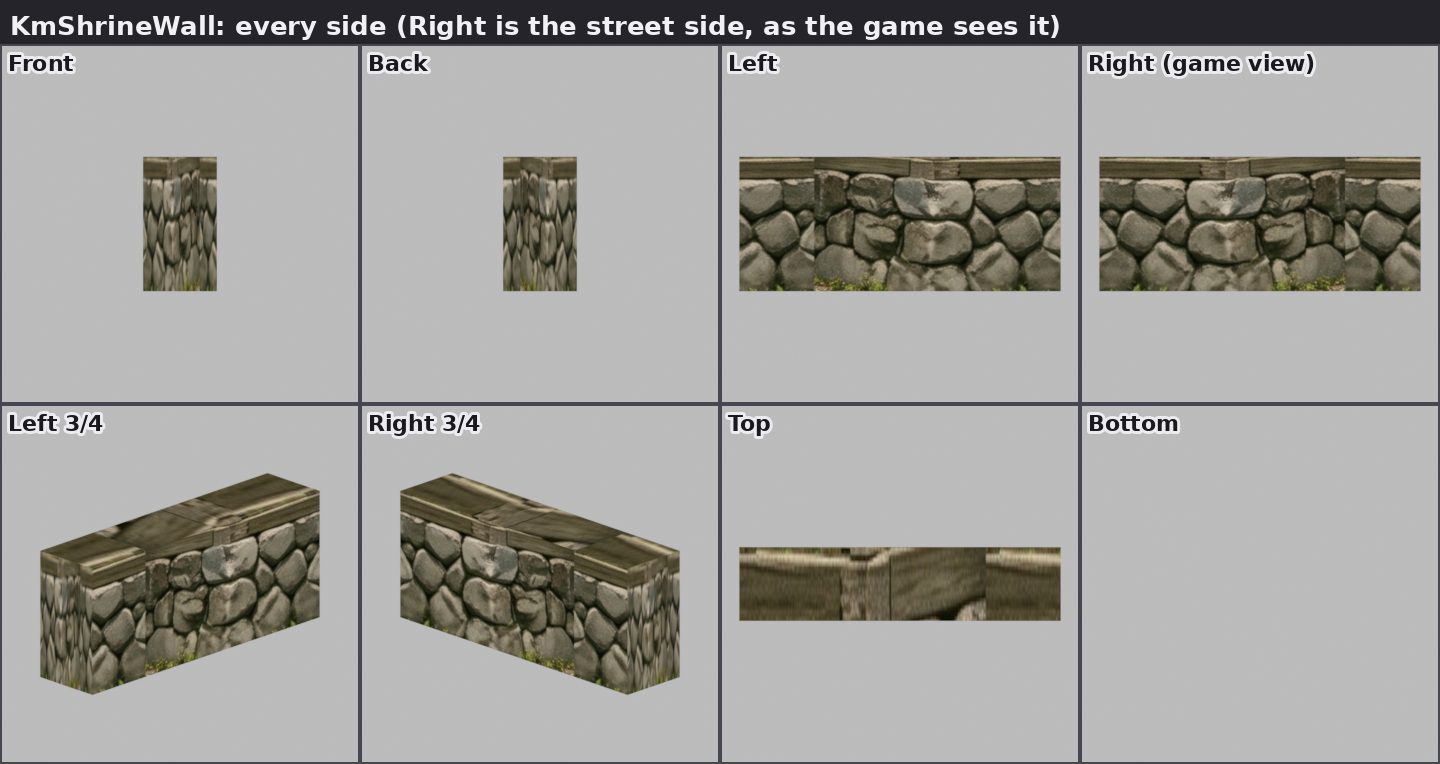 KmShrineWall: every side (Right is the street side, as the game sees it)
Front
Back
Left
Right (game view)
Left 3/4
Right 3/4
Top
Bottom